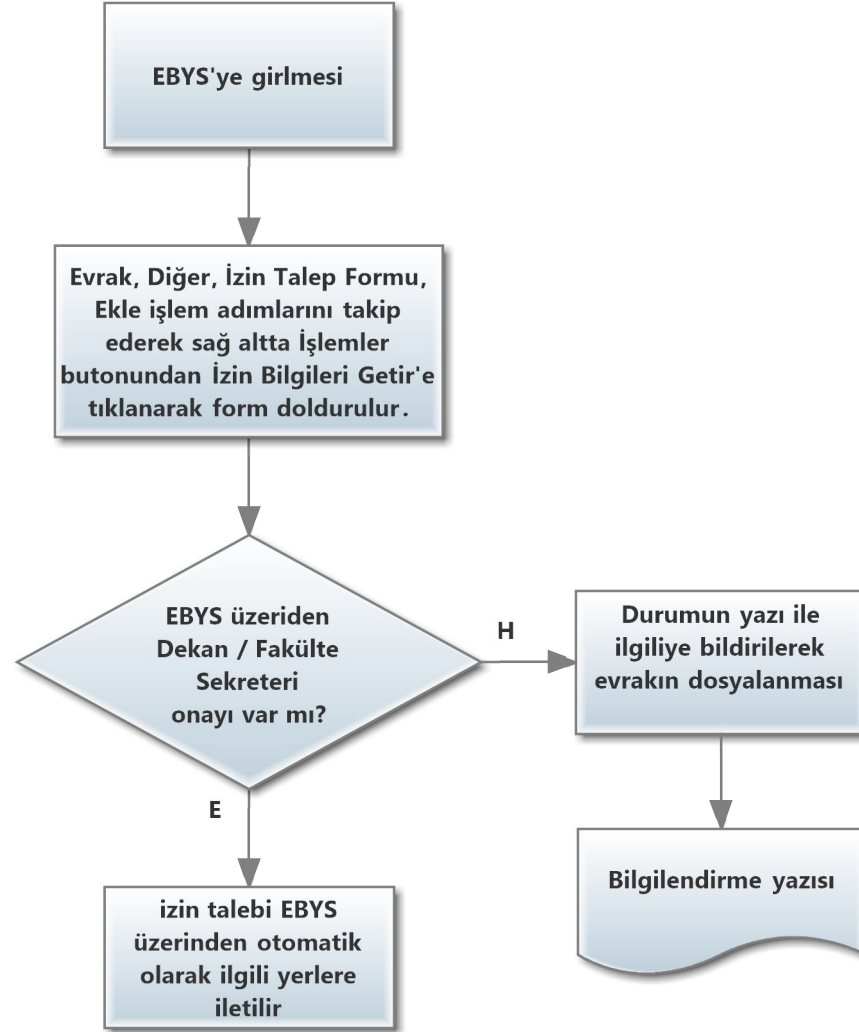 EBYS'ye girlmesi
Evrak, Diğer, İzin Talep Formu,
Ekle işlem adımlarını takip
ederek sağ altta İşlemler
butonundan İzin Bilgileri Getir'e
tıklanarak form doldurulur.
EBYS üzeriden
Dekan / Fakülte
Sekreteri
onayı var mı?
H
Durumun yazı ile
ilgiliye bildirilerek
evrakın dosyalanması
E
Bilgilendirme yazısı
izin talebi EBYS
üzerinden otomatik
olarak ilgili yerlere
iletilir